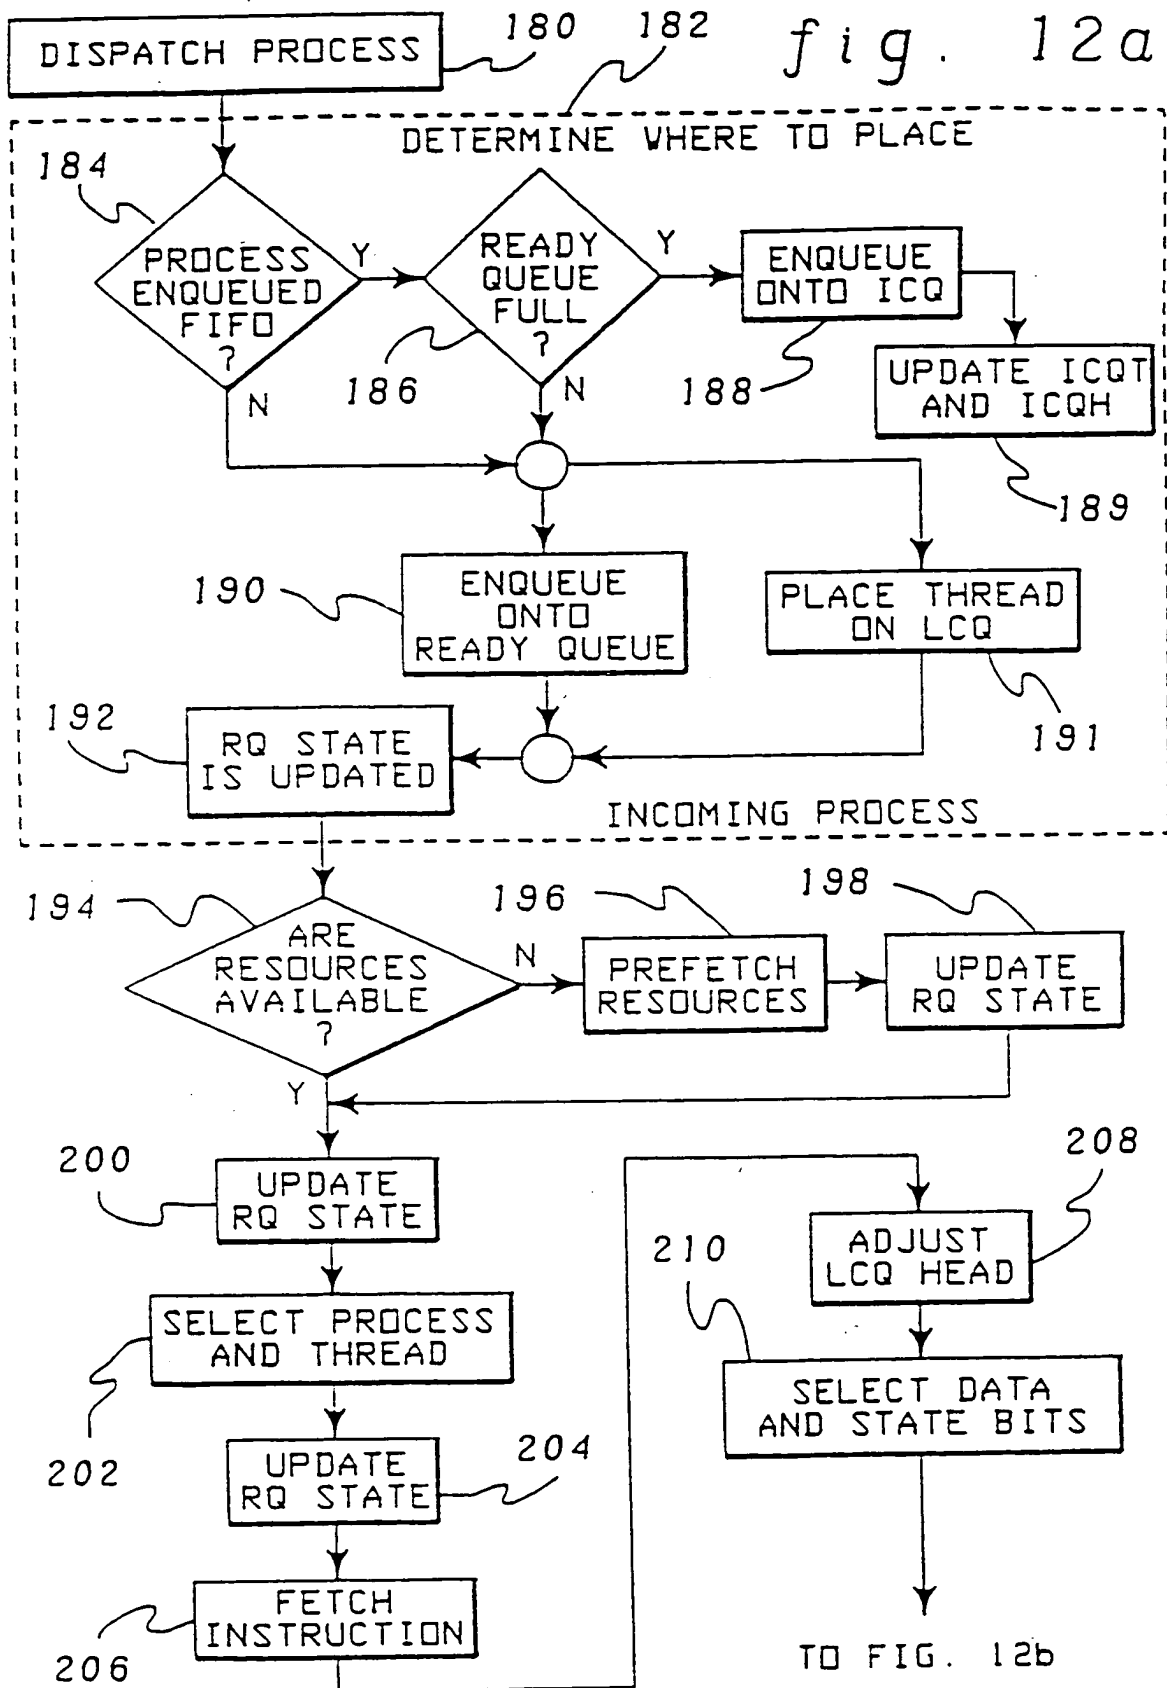 fig. 12a
DISPATCH PROCESS
180
182
DETERMINE WHERE TO PLACE
184
PROCESS
ENQUEUED
FIFO
?
Y
N
READY
QUEUE
FULL
?
186
Y
N
ENQUEUE
ONTO ICQ
188
UPDATE ICQT
AND ICQH
189
190
ENQUEUE
ONTO
READY QUEUE
PLACE THREAD
ON LCQ
191
192
RQ STATE
IS UPDATED
INCOMING PROCESS
194
ARE
RESOURCES
AVAILABLE
?
N
Y
196
PREFETCH
RESOURCES
198
UPDATE
RQ STATE
200
UPDATE
RQ STATE
SELECT PROCESS
AND THREAD
202
UPDATE
RQ STATE
204
FETCH
INSTRUCTION
206
208
ADJUST
LCQ HEAD
210
SELECT DATA
AND STATE BITS
TO FIG. 12b